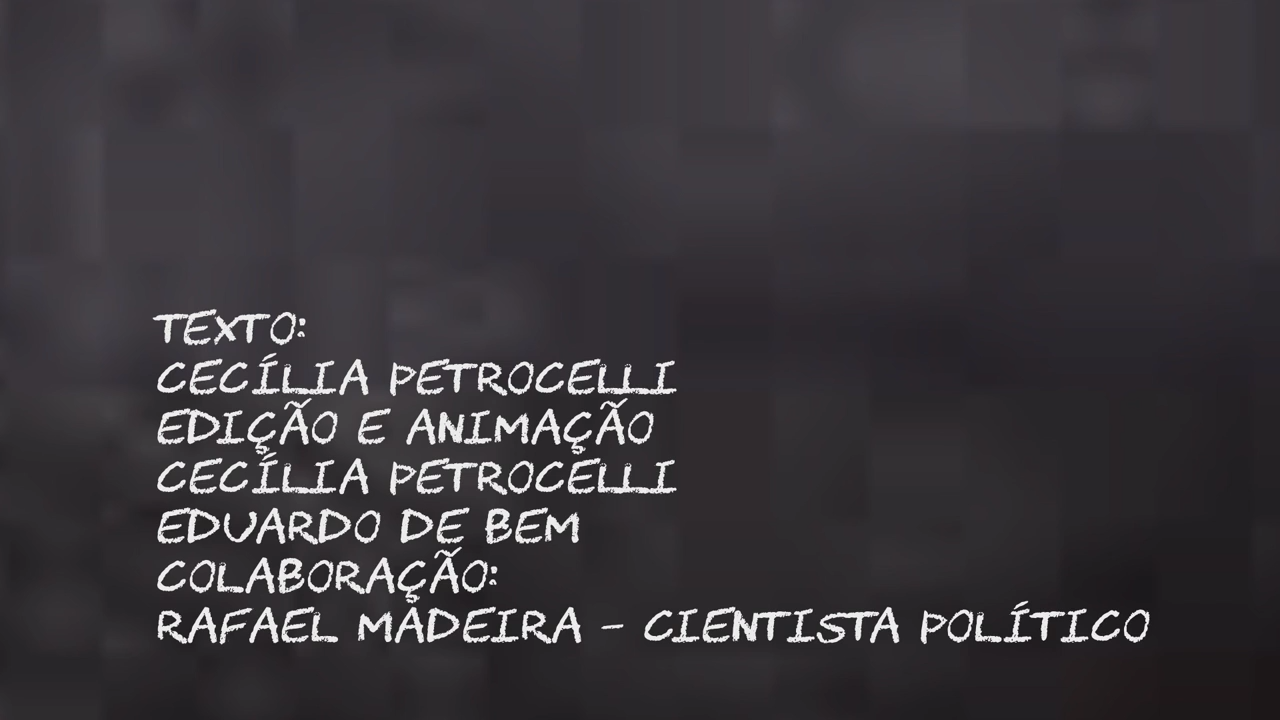 TEXTO:
CECÍLIA PETROCELLI
EDIÇÃO E ANIMAÇÃO
CECÍLIA PETROCELLI
EDUARDO DE BEM
COLABORAÇÃO:
RAFAEL MADEIRA - CIENTISTA POLÍTICO